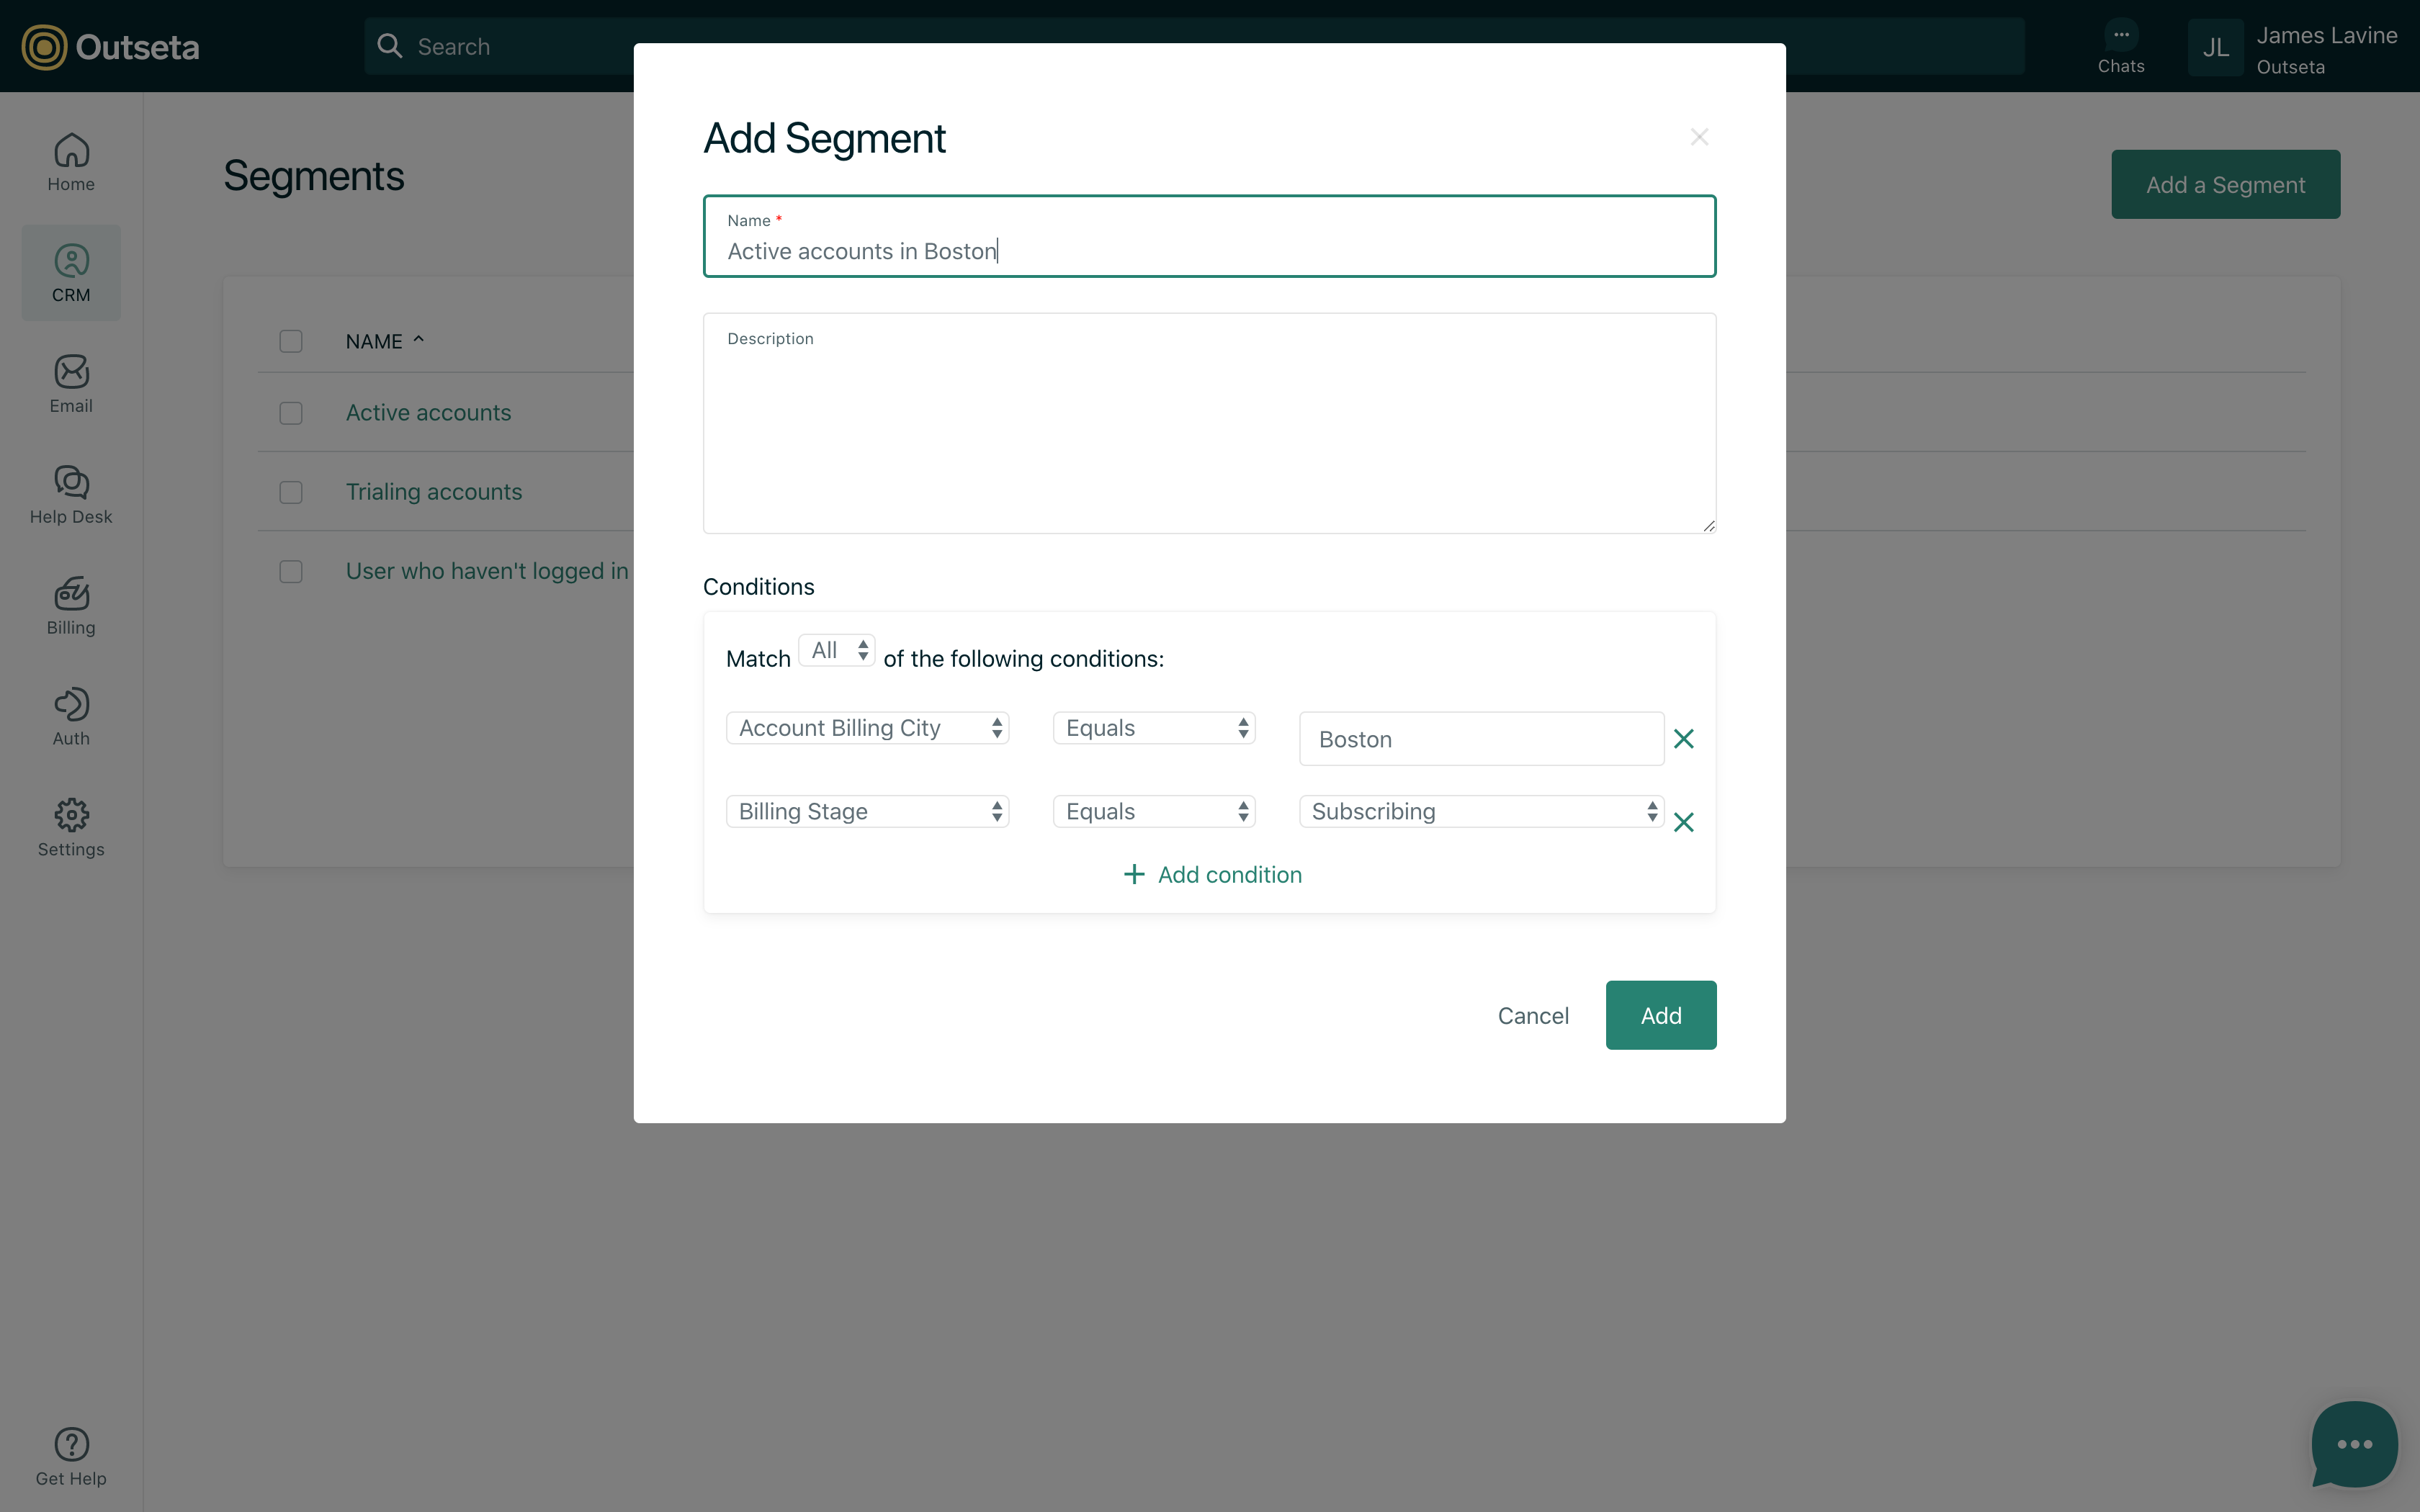 Outseta
Search
Chats
JL
James Lavine
Outseta
Home
CRM
Email
Help Desk
Billing
Auth
Settings
Get Help
Segments
Add a Segment
NAME
Active accounts
Trialing accounts
User who haven't logged in
Add Segment
Name *
Active accounts in Boston
Description
Conditions
Match All of the following conditions:
Account Billing City Equals Boston
Billing Stage Equals Subscribing
Add condition
Cancel Add